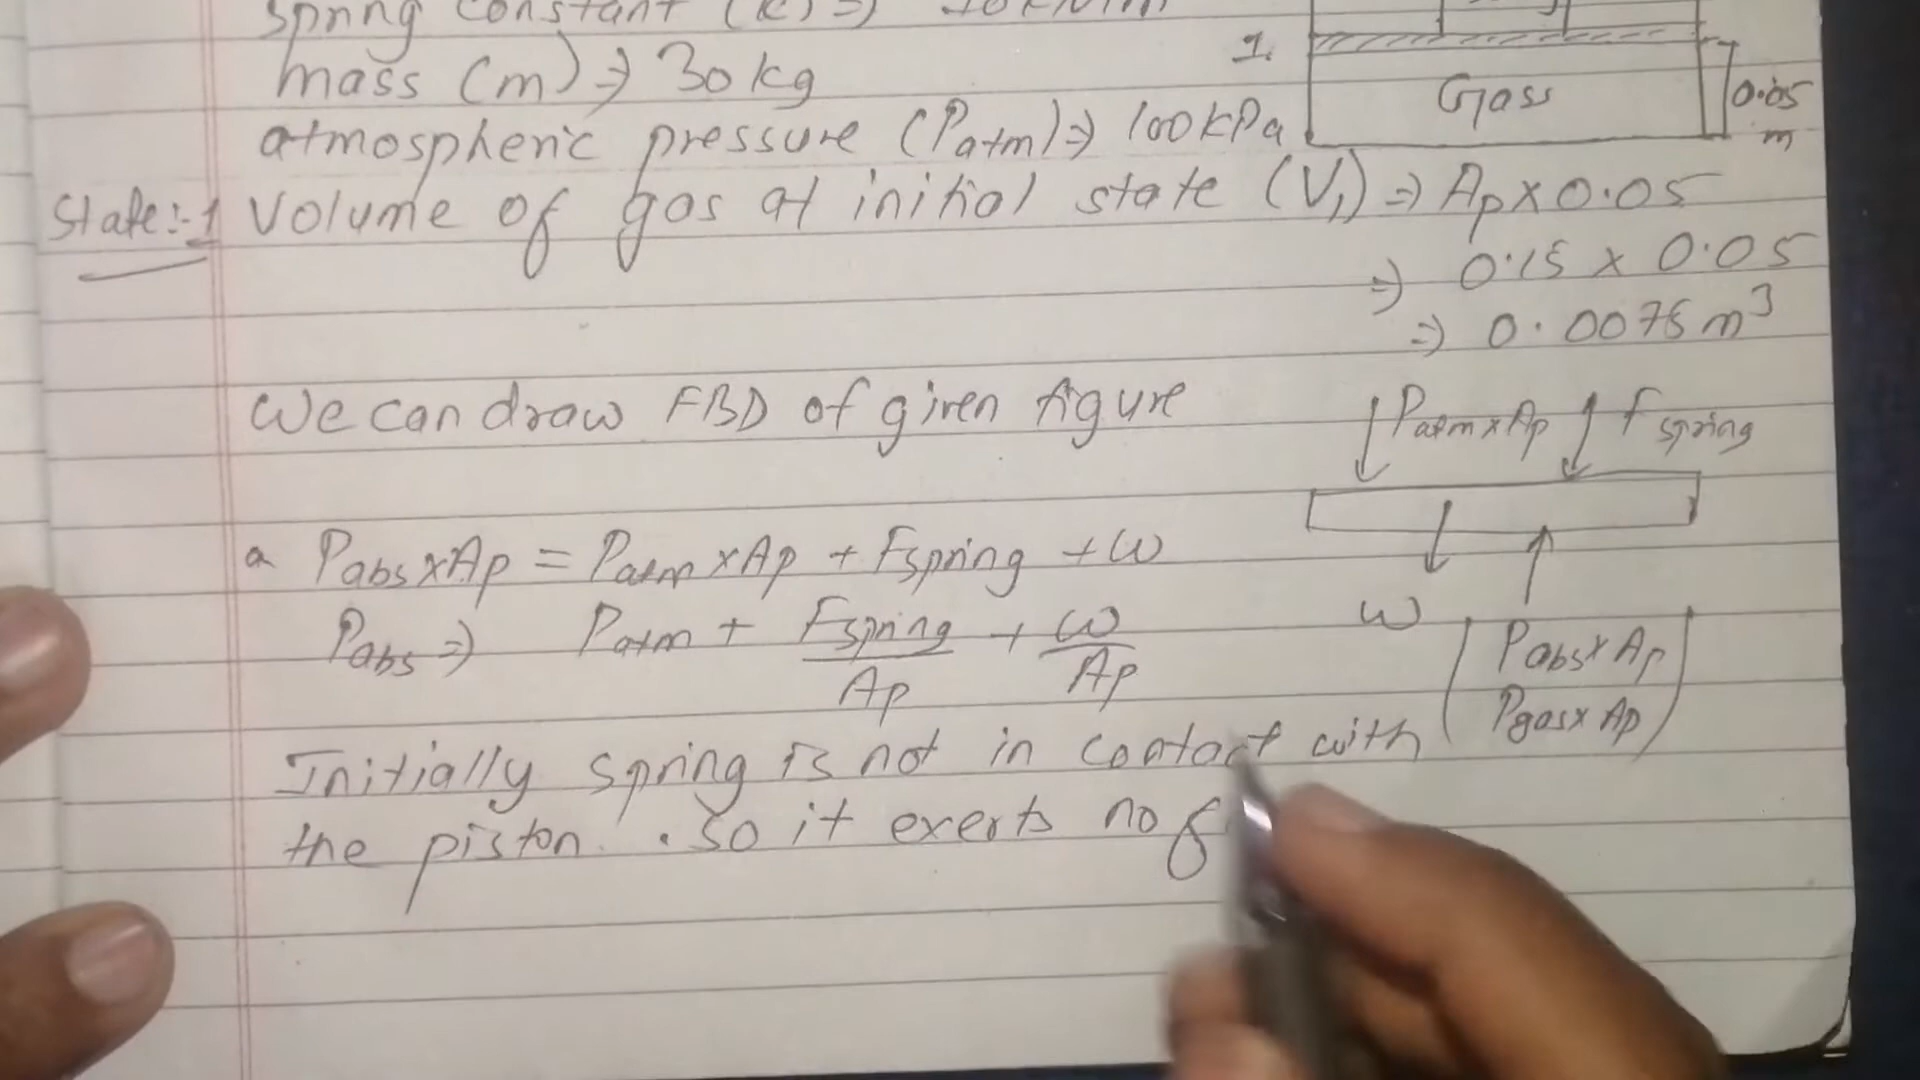 spring constant (k) ⇒
mass (m) ⇒ 30 kg
1.
Gass
0.05
m
atmospheric pressure (Patm) ⇒ 100 kPa
State:-1 Volume of gas at initial state (V₁) ⇒ Ap × 0.05
⇒ 0.15 × 0.05
⇒ 0.0075 m³
We can draw FBD of given figure
Patm × Ap
Fspring
a Pabs × Ap = Patm × Ap + Fspring + W
W
Pabs ⇒ Patm + Fspring/Ap + W/Ap
Pabs × Ap
Pgas × Ap
Initially spring is not in contact with
the piston. . So it exerts no f